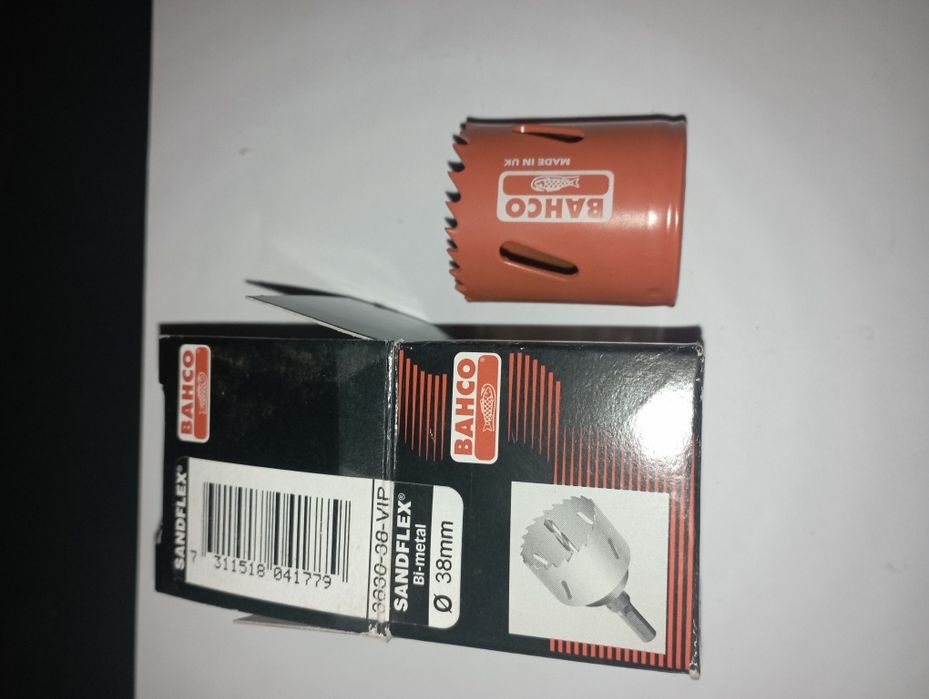 MADE IN UK
BAHCO
BAHCO
SANDFLEX®
7 311518 041779
BAHCO
3830-38-VIP
SANDFLEX®
Bi-metal
Ø 38mm